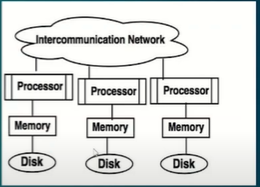 Intercommunication Network
Processor Processor Processor
Memory Memory Memory
Disk Disk Disk